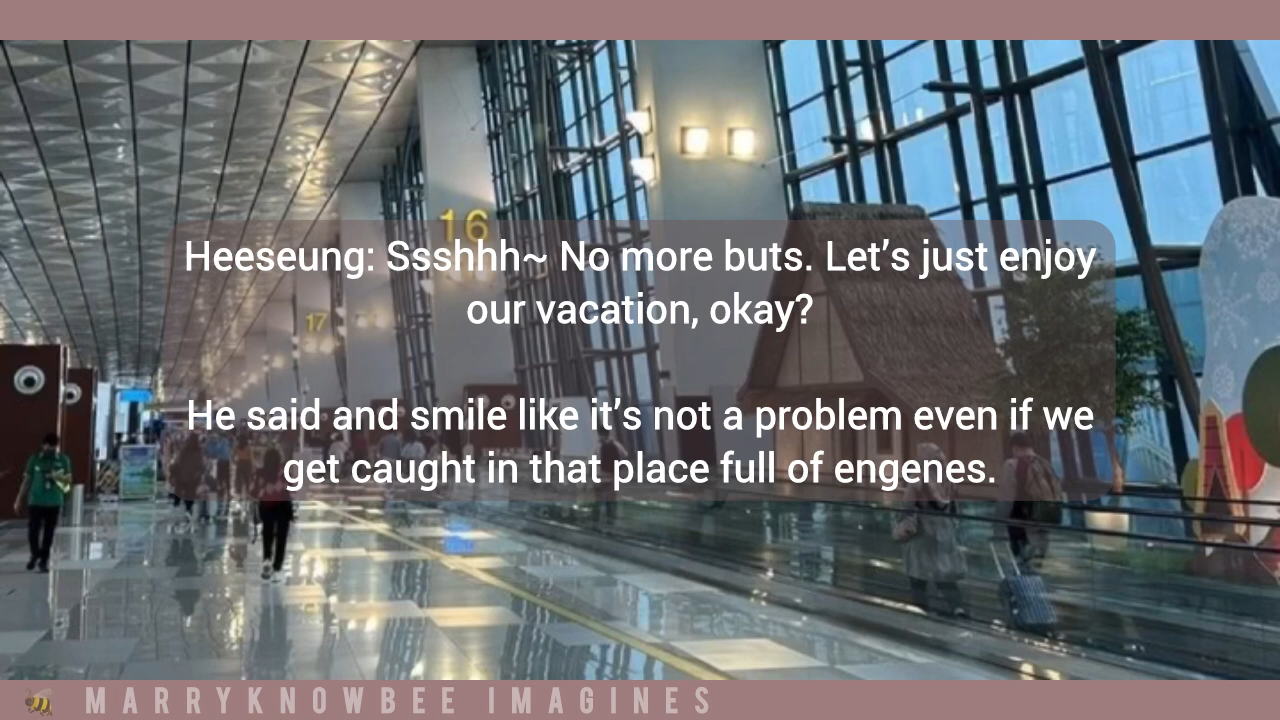 16
17
Heeseung: Ssshhh~ No more buts. Let’s just enjoy
our vacation, okay?
He said and smile like it’s not a problem even if we
get caught in that place full of engenes.
MARRYKNOWBEE IMAGINES